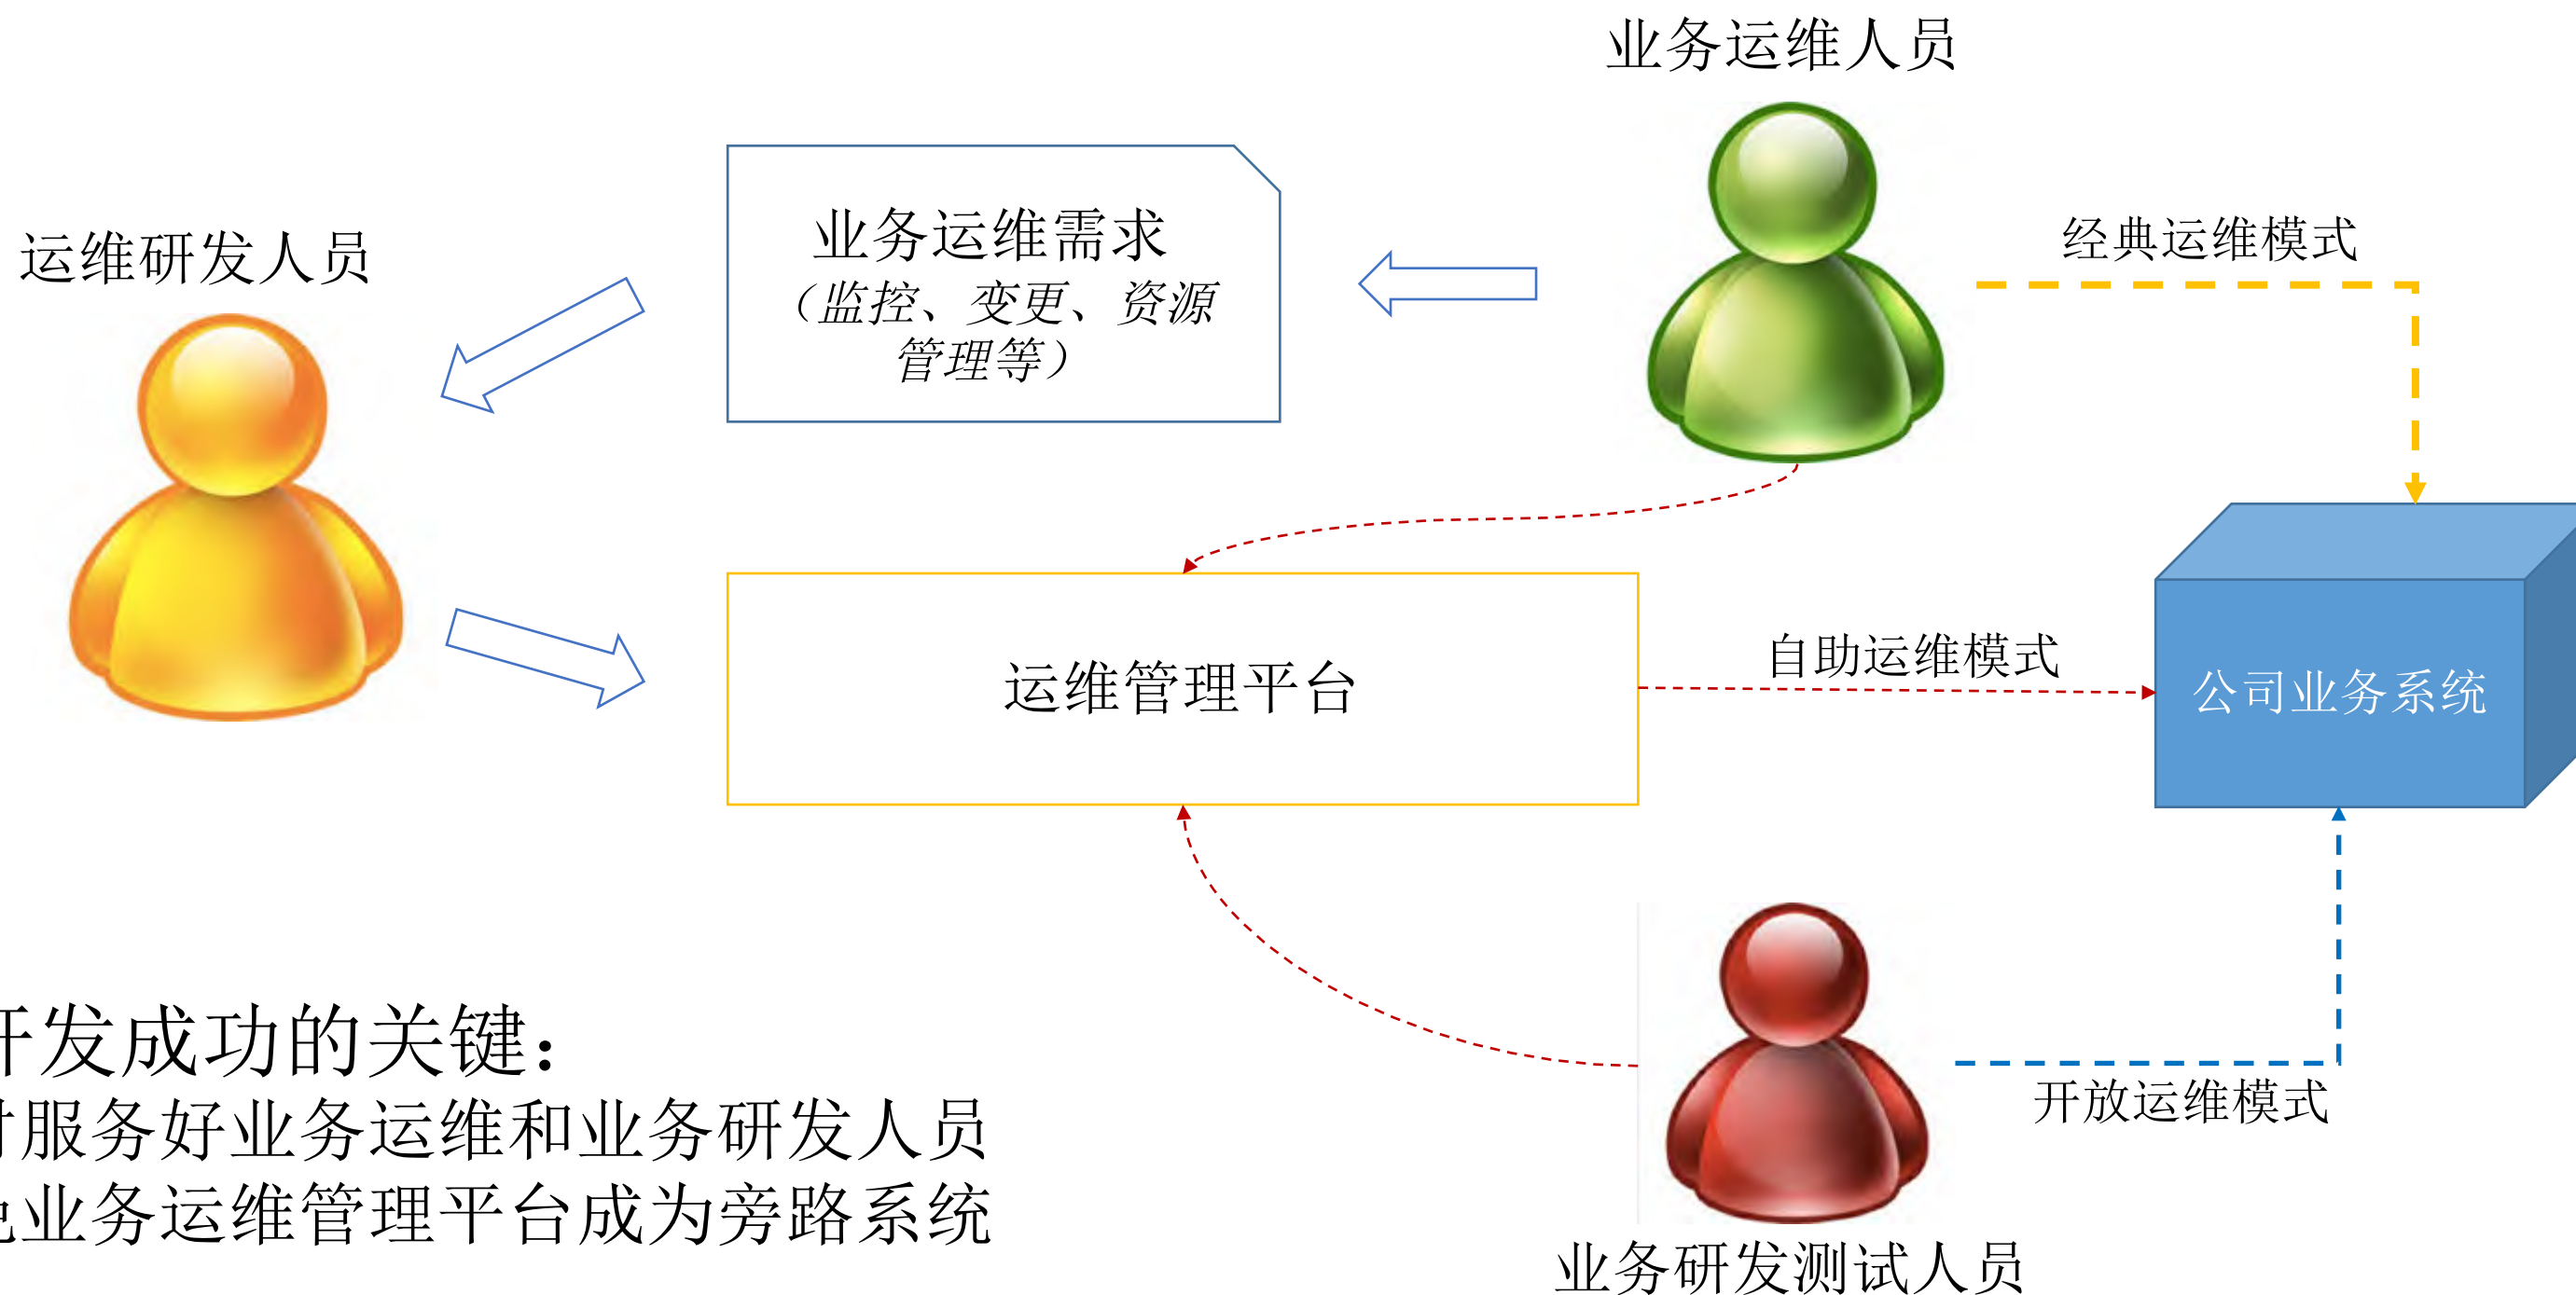 业务运维人员
运维研发人员
业务运维需求
（监控、变更、资源
管理等）
经典运维模式
运维管理平台
自助运维模式
公司业务系统
开放运维模式
业务研发测试人员
开发成功的关键：
服务好业务运维和业务研发人员
业务运维管理平台成为旁路系统